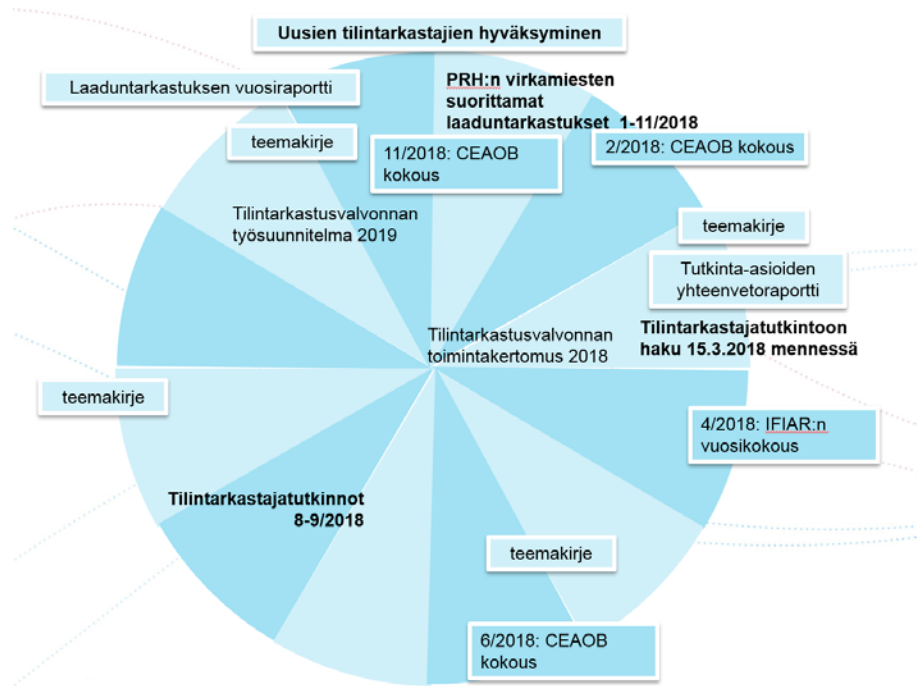 Uusien tilintarkastajien hyväksyminen
Laaduntarkastuksen vuosiraportti
PRH:n virkamiesten
suorittamat
laaduntarkastukset 1-11/2018
teemakirje
11/2018: CEAOB
kokous
2/2018: CEAOB kokous
Tilintarkastusvalvonnan
työsuunnitelma 2019
teemakirje
Tutkinta-asioiden
yhteenvetoraportti
Tilintarkastusvalvonnan
toimintakertomus 2018
Tilintarkastajatutkintoon
haku 15.3.2018 mennessä
teemakirje
4/2018: IFIAR:n
vuosikokous
Tilintarkastajatutkinnot
8-9/2018
teemakirje
6/2018: CEAOB
kokous